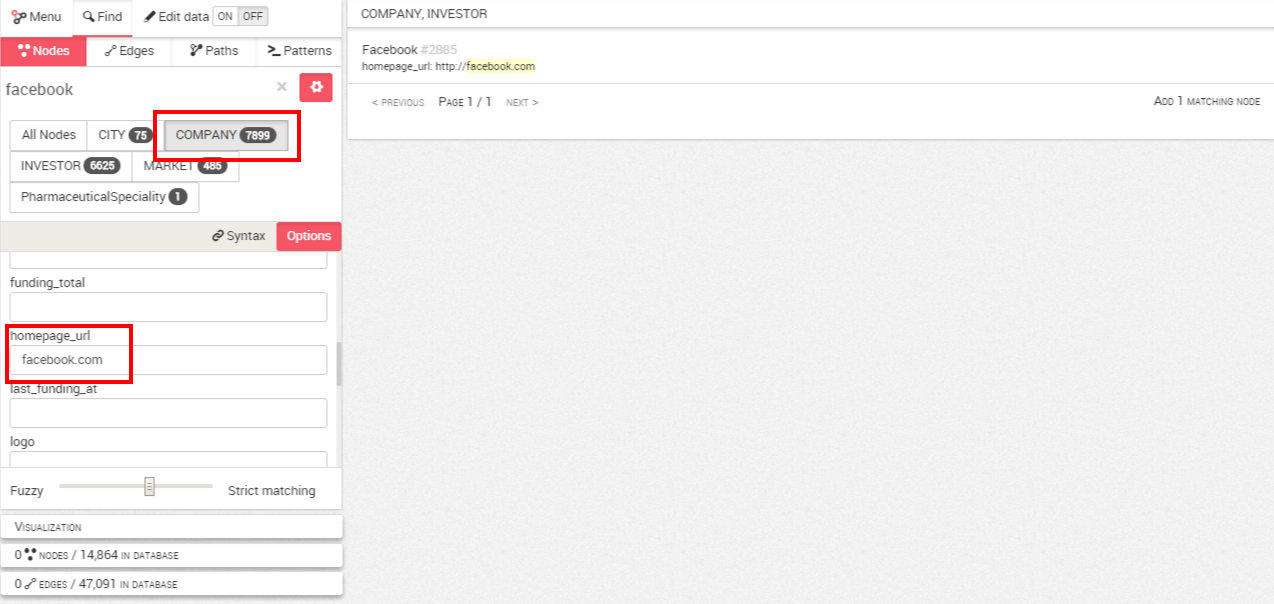 Menu Find Edit data ON OFF
Nodes Edges Paths Patterns
facebook
All Nodes CITY 75 COMPANY 7899
INVESTOR 6625 MARKET 485
PharmaceuticalSpeciality 1
Syntax Options
funding_total
homepage_url
facebook.com
last_funding_at
logo
Fuzzy Strict matching
VISUALIZATION
0 NODES / 14,864 IN DATABASE
0 EDGES / 47,091 IN DATABASE
COMPANY, INVESTOR
Facebook #2885
homepage_url: http://facebook.com
< PREVIOUS PAGE 1 / 1 NEXT > ADD 1 MATCHING NODE